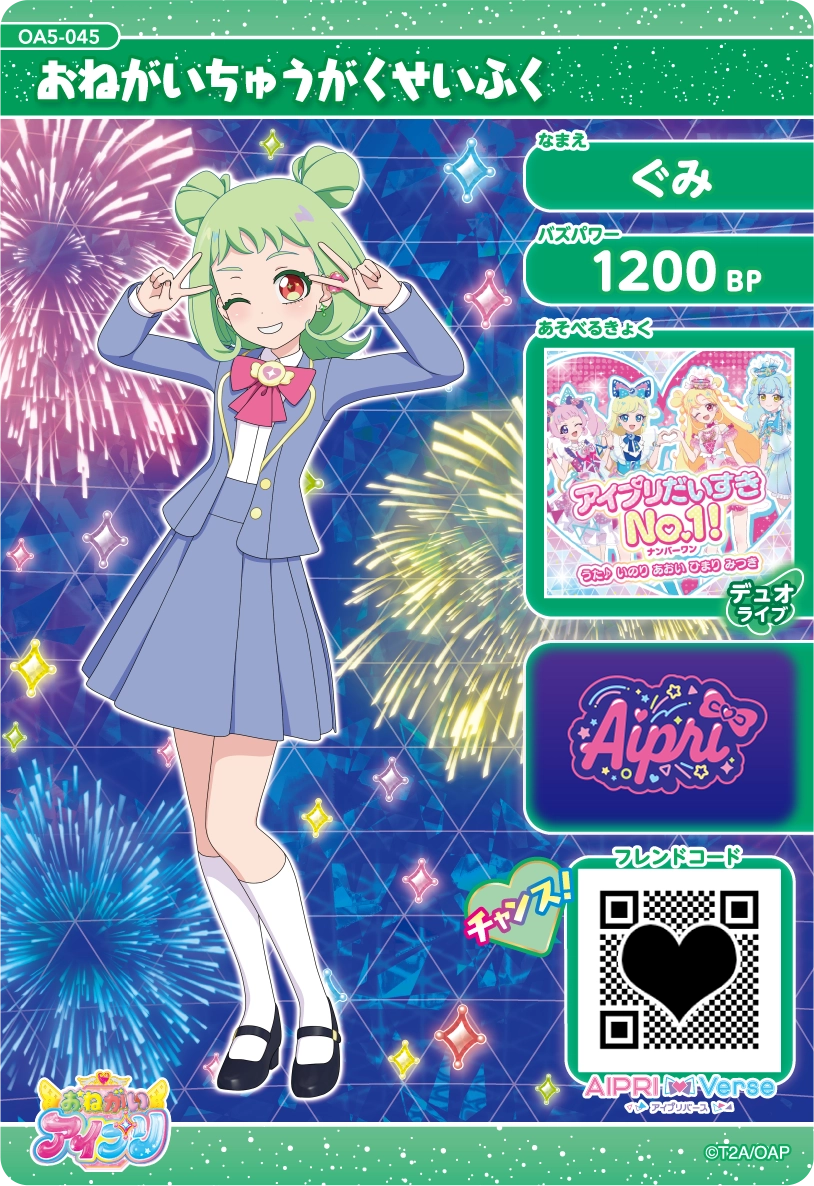 OA5-045
おねがいちゅうがくせいふく
なまえ
ぐみ
バズパワー
1200 BP
あそべるきょく
アイプリだいすき
No.1!
ナンバーワン
うた♪ いのり あおい ひまり みつき
デュオ
ライブ
Aipri
フレンドコード
チャンス!
AIPRI Verse
アイプリバース
おねがい
アイプリ
©T2A/OAP